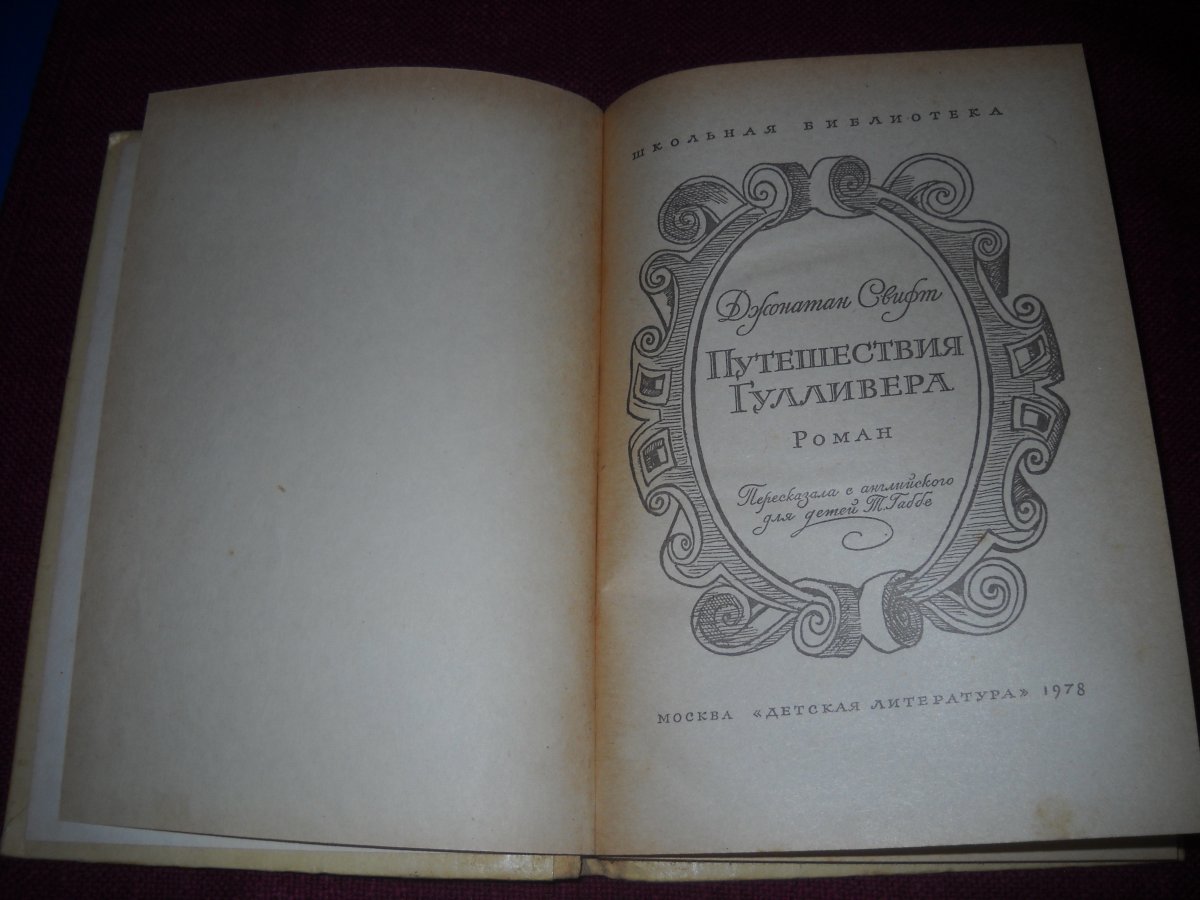 ШКОЛЬНАЯ БИБЛИОТЕКА
Джонатан Свифт
ПУТЕШЕСТВИЯ
ГУЛЛИВЕРА
РОМАН
Пересказала с английского
для детей Т.Габбе
МОСКВА «ДЕТСКАЯ ЛИТЕРАТУРА» 1978